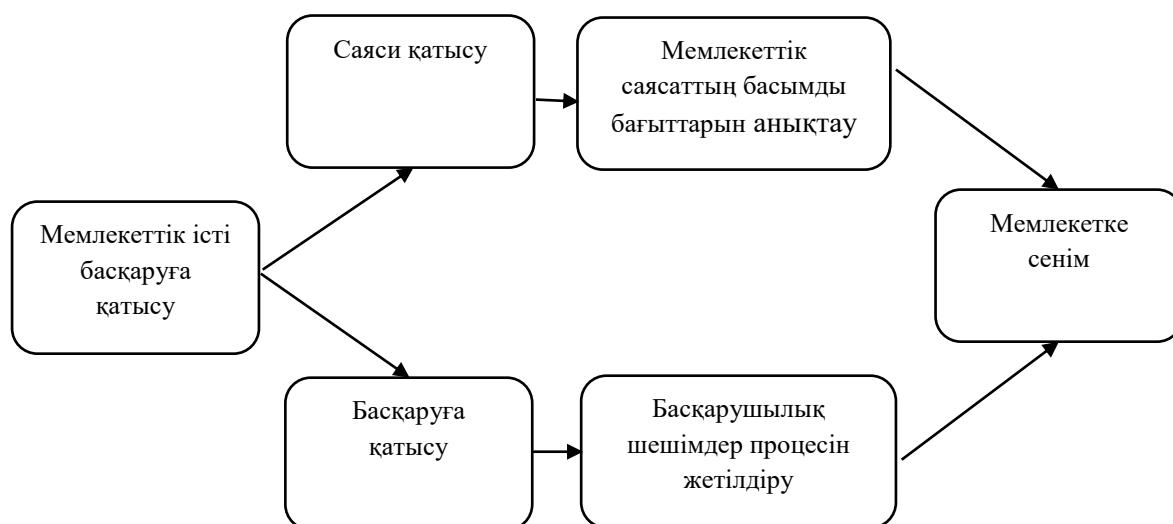 Саяси қатысу
Мемлекеттік
саясаттың басымды
бағыттарын анықтау
Мемлекеттік істі
басқаруға
қатысу
Мемлекетке
сенім
Басқаруға
қатысу
Басқарушылық
шешімдер процесін
жетілдіру